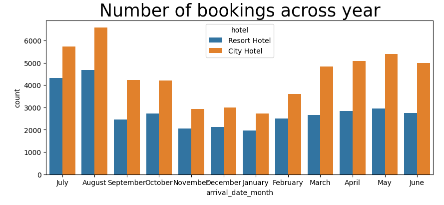 Number of bookings across year
hotel
Resort Hotel
City Hotel
count
6000
5000
4000
3000
2000
1000
0
July August September October November December January February March April May June
arrival_date_month